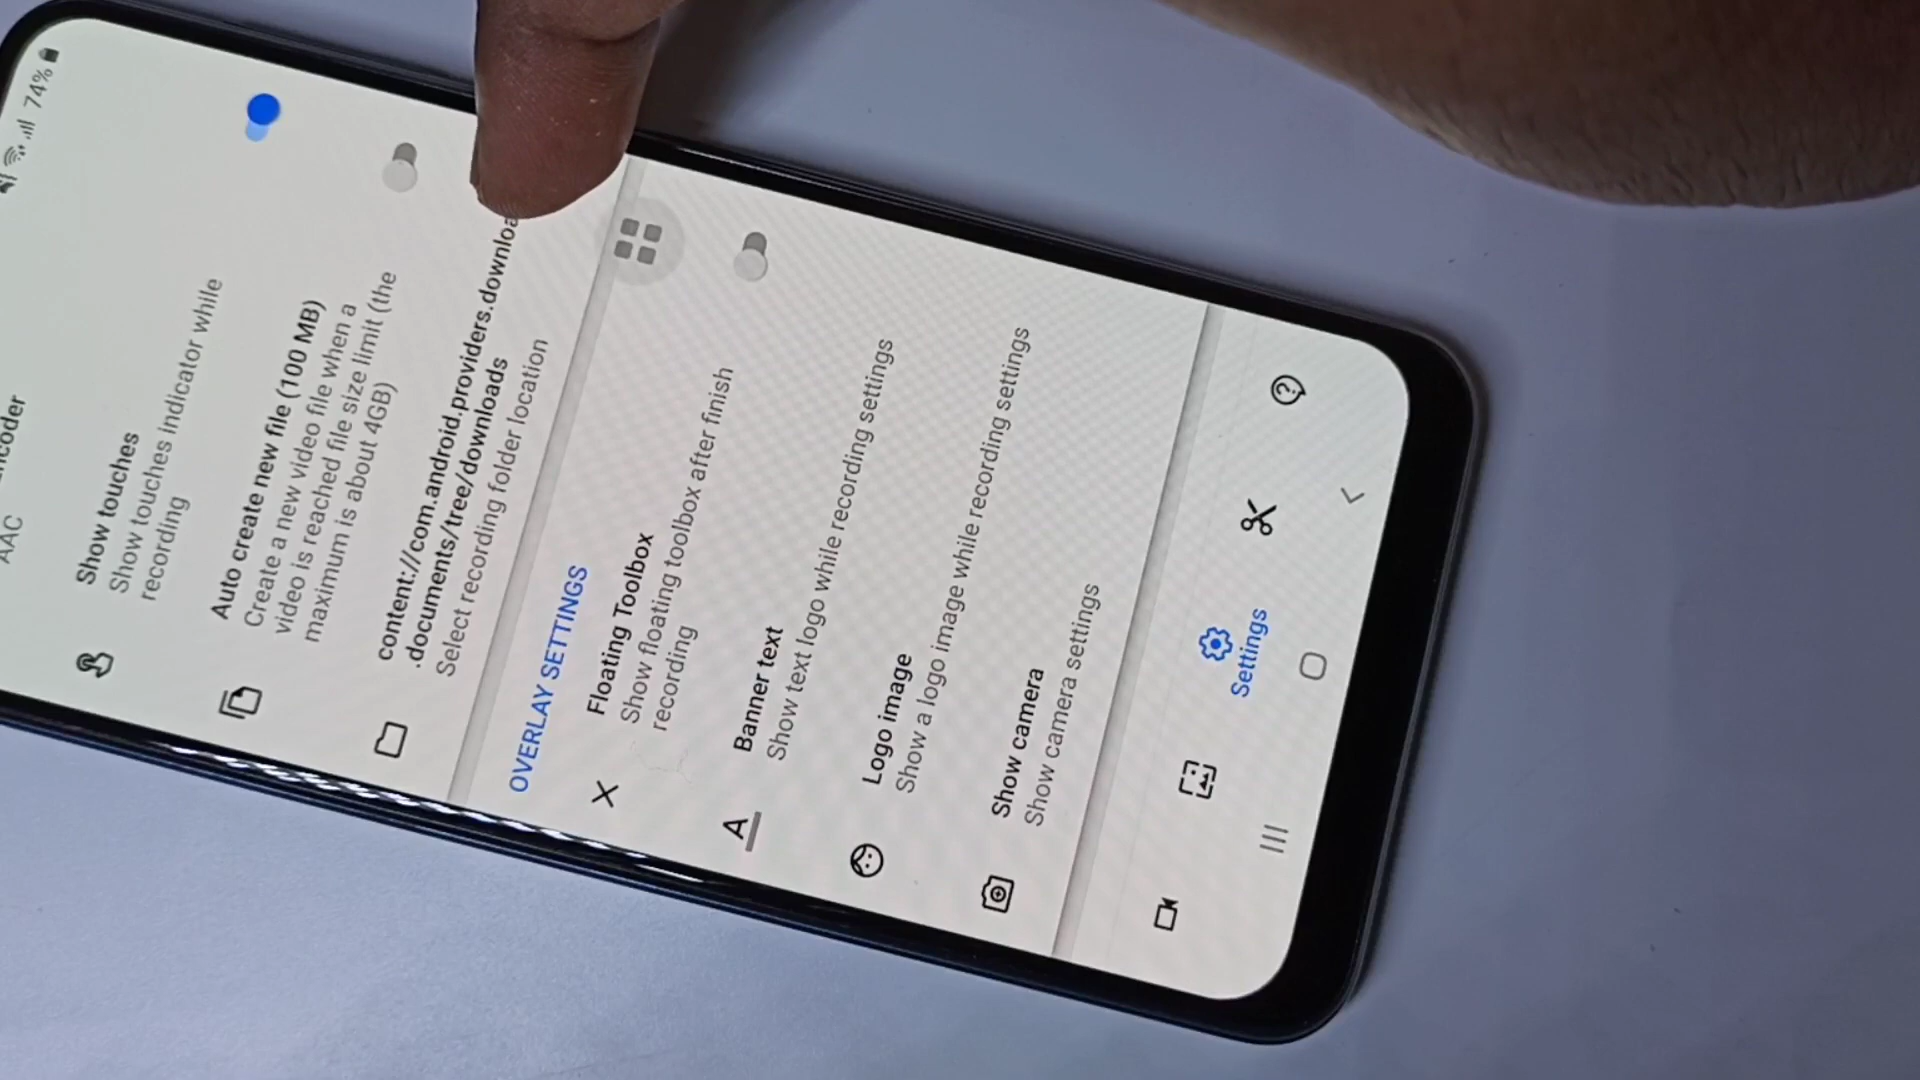 74%
AAC
Show touches
Show touches indicator while
recording
Auto create new file (100 MB)
Create a new video file when a
video is reached file size limit (the
maximum is about 4GB)
content://com.android.providers.downloa
.documents/tree/downloads
Select recording folder location
OVERLAY SETTINGS
Floating Toolbox
Show floating toolbox after finish
recording
Banner text
Show text logo while recording settings
Logo image
Show a logo image while recording settings
Show camera
Show camera settings
Settings